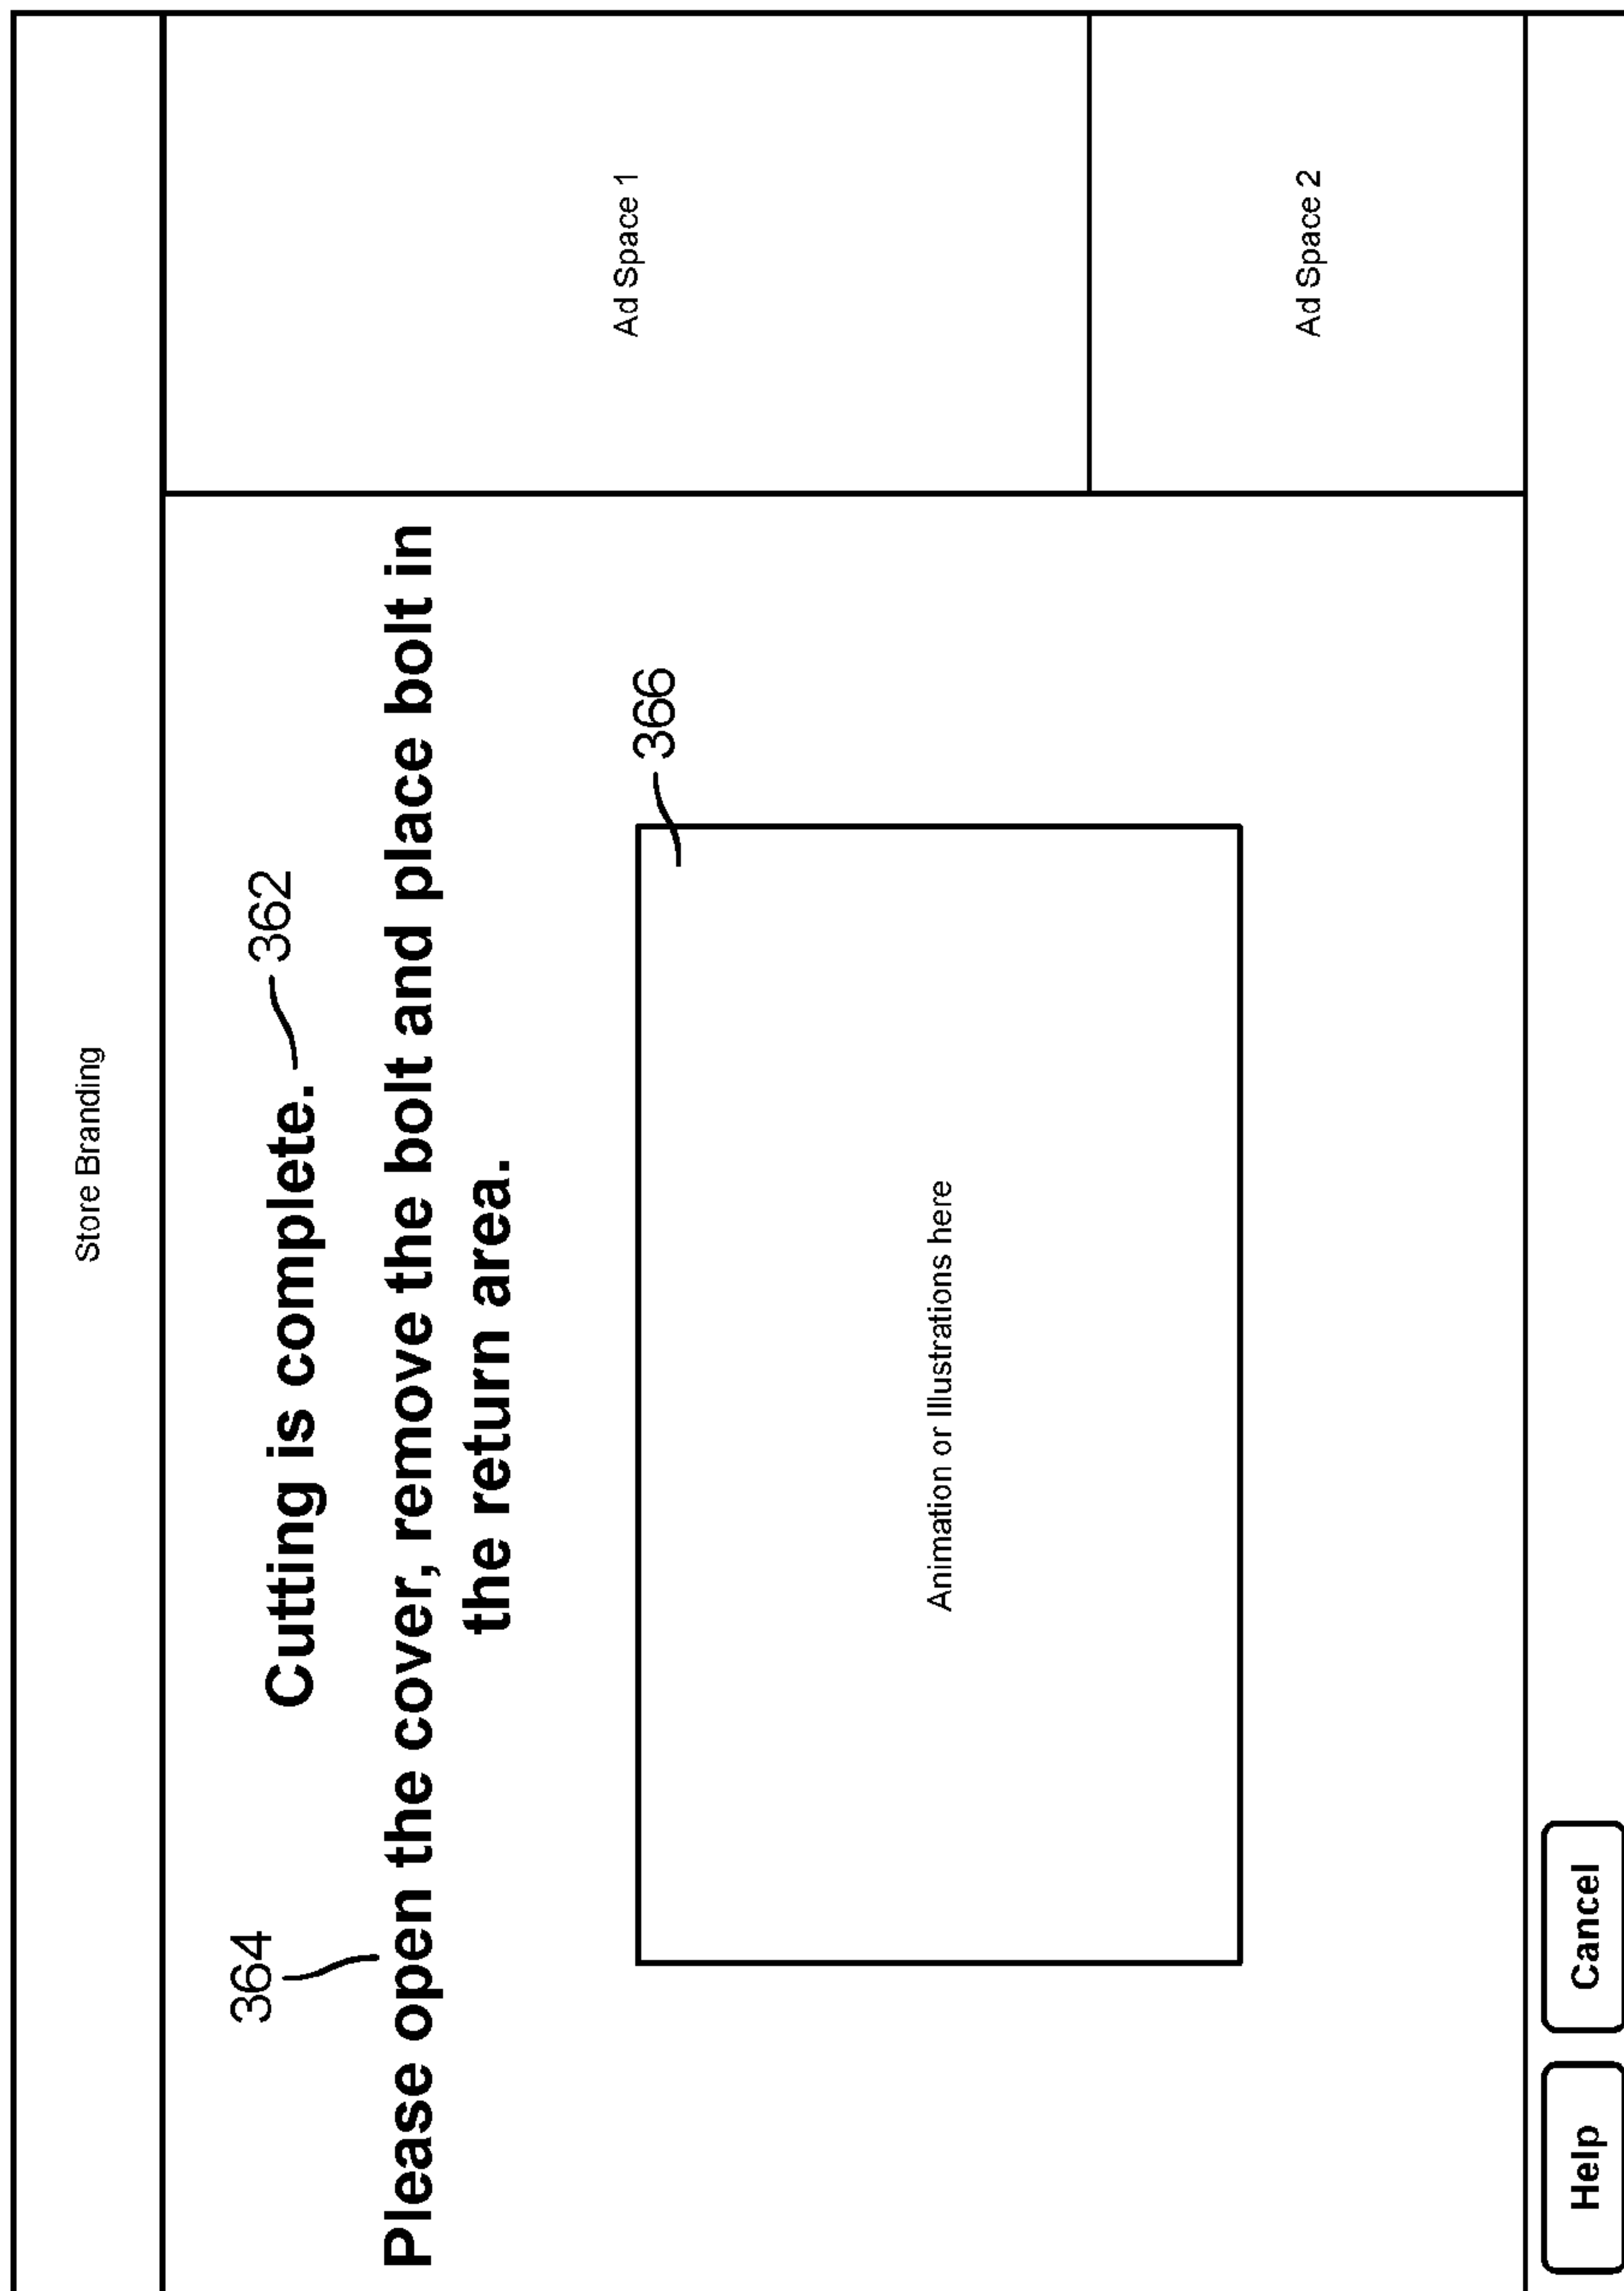 Store Branding
Cutting is complete. 362
364
Please open the cover, remove the bolt and place bolt in
the return area.
366
Animation or Illustrations here
Ad Space 1
Ad Space 2
Help
Cancel